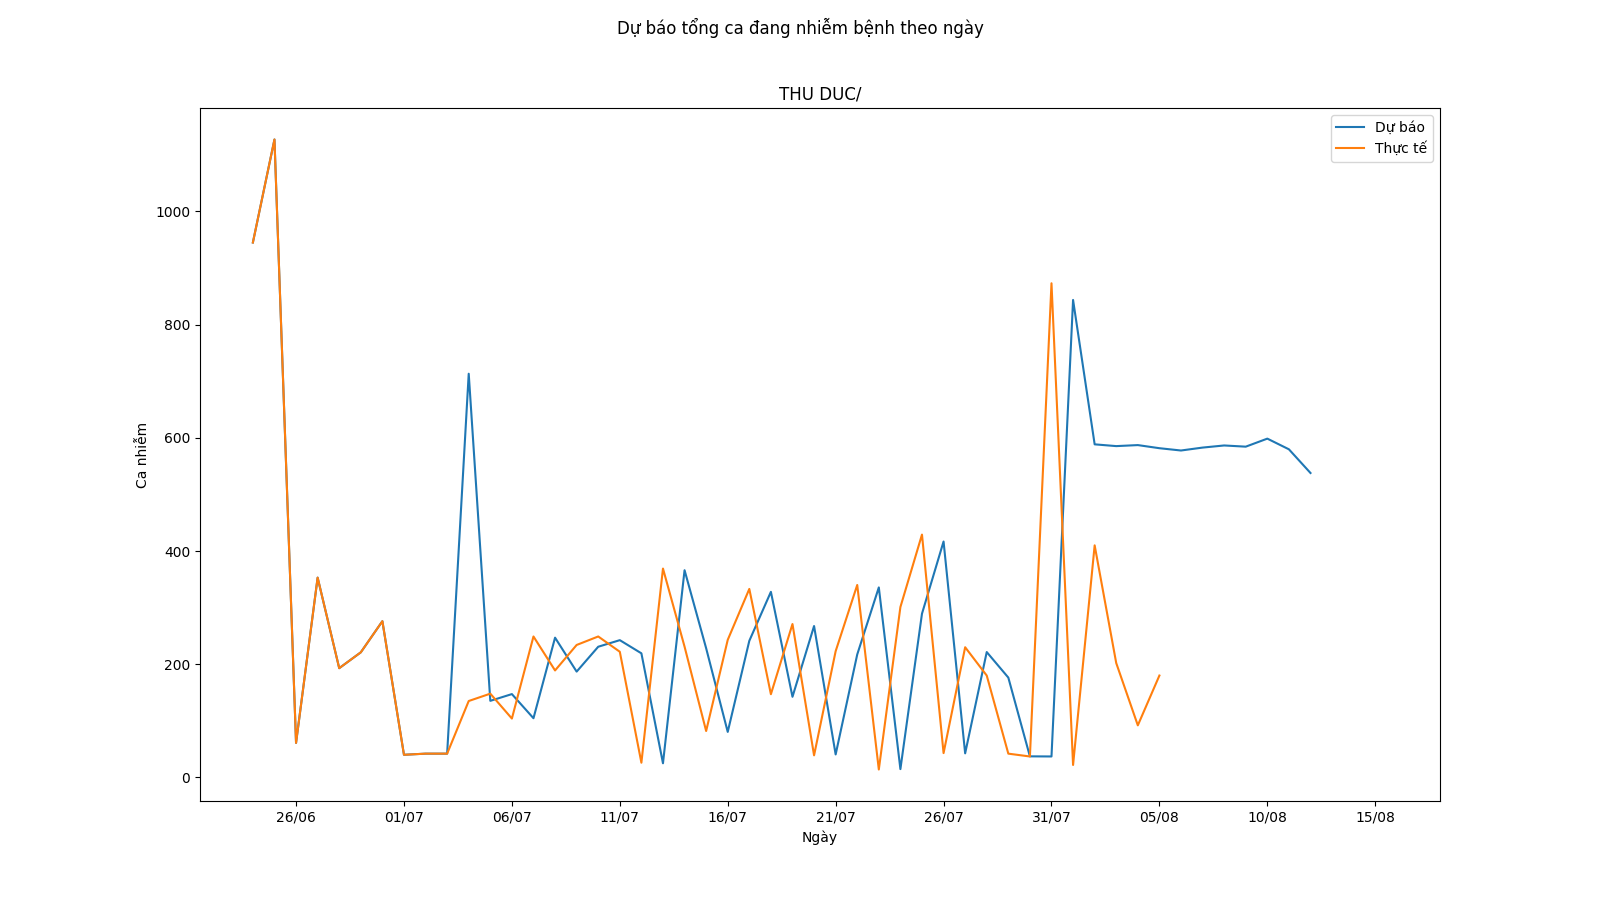 Dự báo tổng ca đang nhiễm bệnh theo ngày
THU DUC/
Dự báo
Thực tế
1000
800
600
400
200
0
Ca nhiễm
26/06 01/07 06/07 11/07 16/07 21/07 26/07 31/07 05/08 10/08 15/08
Ngày